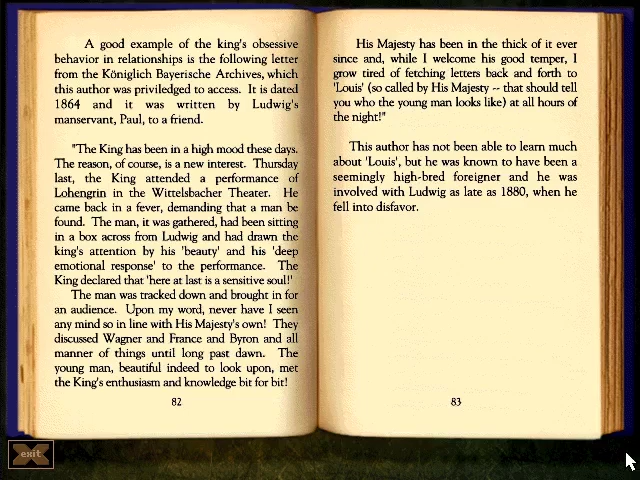 A good example of the king's obsessive
behavior in relationships is the following letter
from the Königlich Bayerische Archives, which
this author was priviledged to access. It is dated
1864 and it was written by Ludwig's
manservant, Paul, to a friend.
"The King has been in a high mood these days.
The reason, of course, is a new interest. Thursday
last, the King attended a performance of
Lohengrin in the Wittelsbacher Theater. He
came back in a fever, demanding that a man be
found. The man, it was gathered, had been sitting
in a box across from Ludwig and had drawn the
king's attention by his 'beauty' and his 'deep
emotional response' to the performance. The
King declared that 'here at last is a sensitive soul!'
The man was tracked down and brought in for
an audience. Upon my word, never have I seen
any mind so in line with His Majesty's own! They
discussed Wagner and France and Byron and all
manner of things until long past dawn. The
young man, beautiful indeed to look upon, met
the King's enthusiasm and knowledge bit for bit!
82
His Majesty has been in the thick of it ever
since and, while I welcome his good temper, I
grow tired of fetching letters back and forth to
'Louis' (so called by His Majesty -- that should tell
you who the young man looks like) at all hours of
the night!"
This author has not been able to learn much
about 'Louis', but he was known to have been a
seemingly high-bred foreigner and he was
involved with Ludwig as late as 1880, when he
fell into disfavor.
83
exit